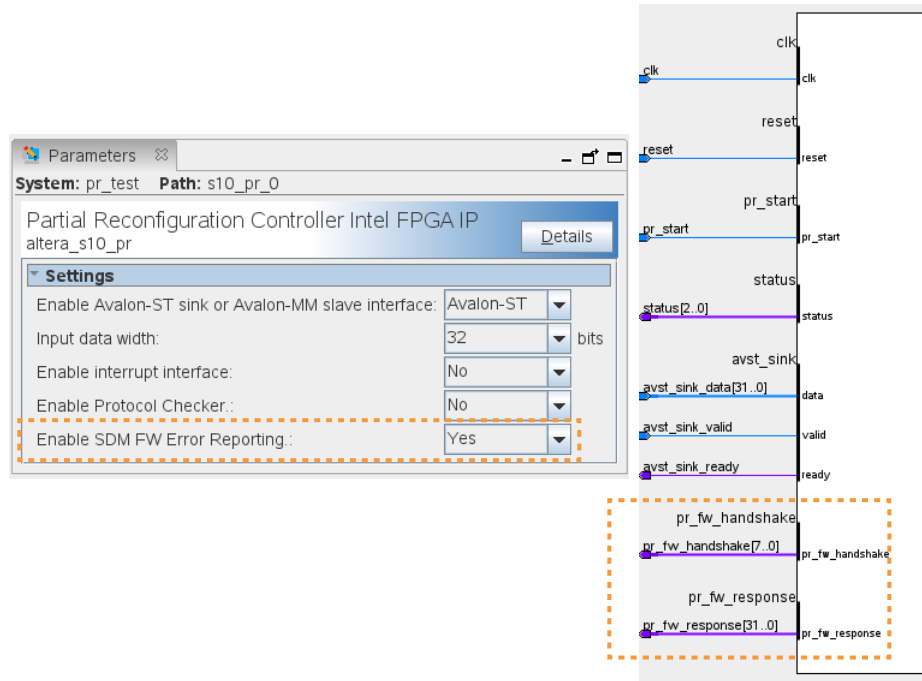 Parameters
System: pr_test Path: s10_pr_0
Partial Reconfiguration Controller Intel FPGA IP
altera_s10_pr
Details
Settings
Enable Avalon-ST sink or Avalon-MM slave interface: Avalon-ST
Input data width: 32 bits
Enable interrupt interface: No
Enable Protocol Checker.: No
Enable SDM FW Error Reporting.: Yes
clk
clk
clk
reset
reset
reset
pr_start
pr_start
pr_start
status
status[2..0]
status
avst_sink
avst_sink_data[31..0]
data
avst_sink_valid
valid
avst_sink_ready
ready
pr_fw_handshake
pr_fw_handshake[7..0]
pr_fw_handshake
pr_fw_response
pr_fw_response[31..0]
pr_fw_response